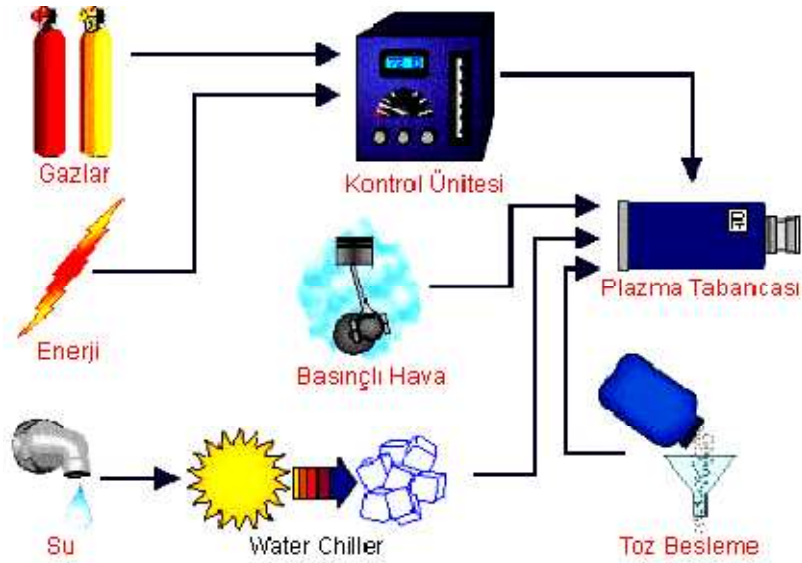 Gazlar
Kontrol Ünitesi
Plazma Tabancası
Enerji
Basınçlı Hava
Su
Water Chiller
Toz Besleme